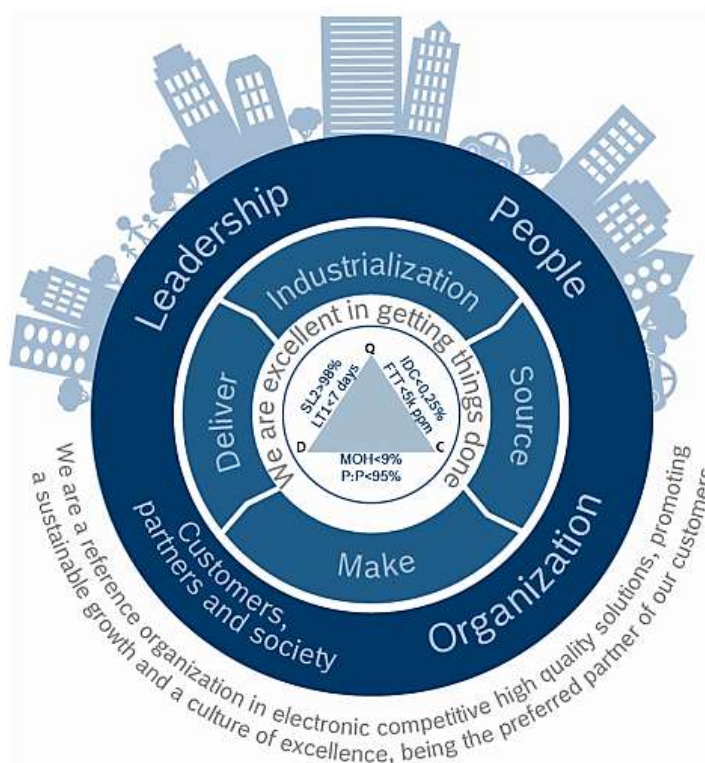 Leadership
People
Industrialization
We are excellent in getting things done
Deliver
Source
Q
SL2>98%
LT1<7 days
IDC<0,25%
FTT<5k ppm
D
C
MOH<9%
P:P<95%
Make
Customers,
partners and society
Organization
We are a reference organization in electronic competitive high quality solutions, promoting
a sustainable growth and a culture of excellence, being the preferred partner of our customers